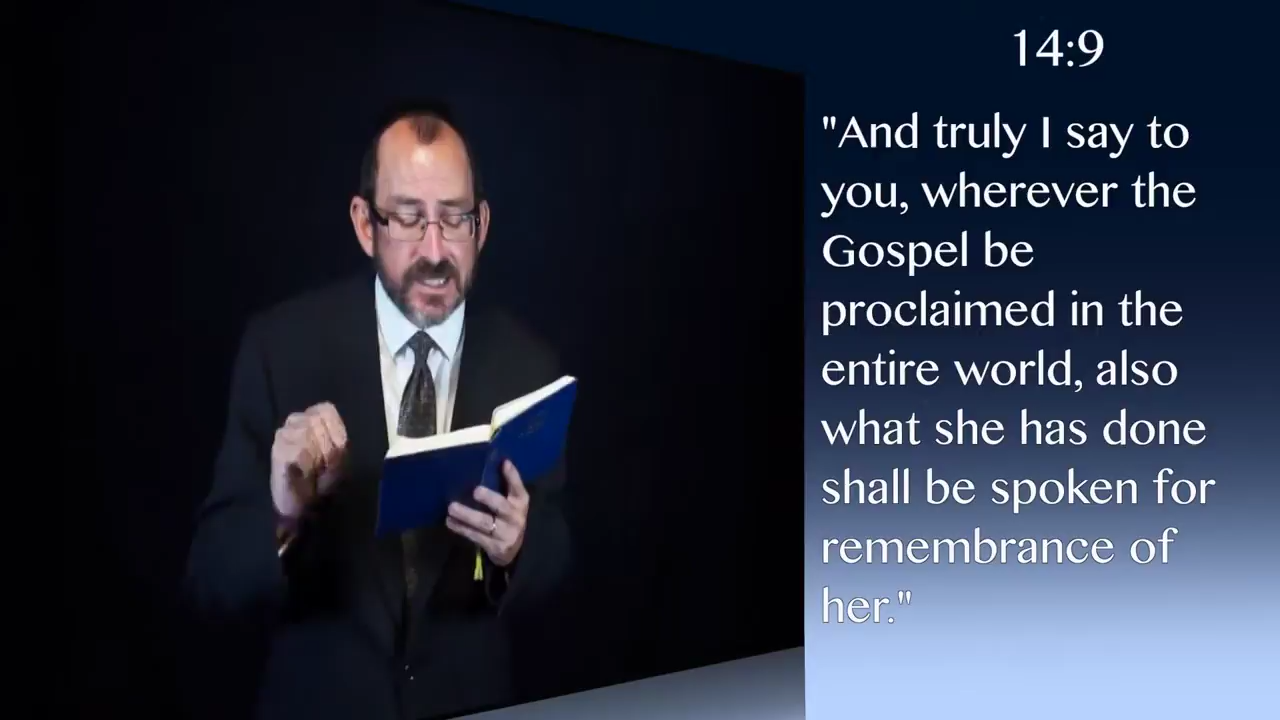 14:9
"And truly I say to
you, wherever the
Gospel be
proclaimed in the
entire world, also
what she has done
shall be spoken for
remembrance of
her."